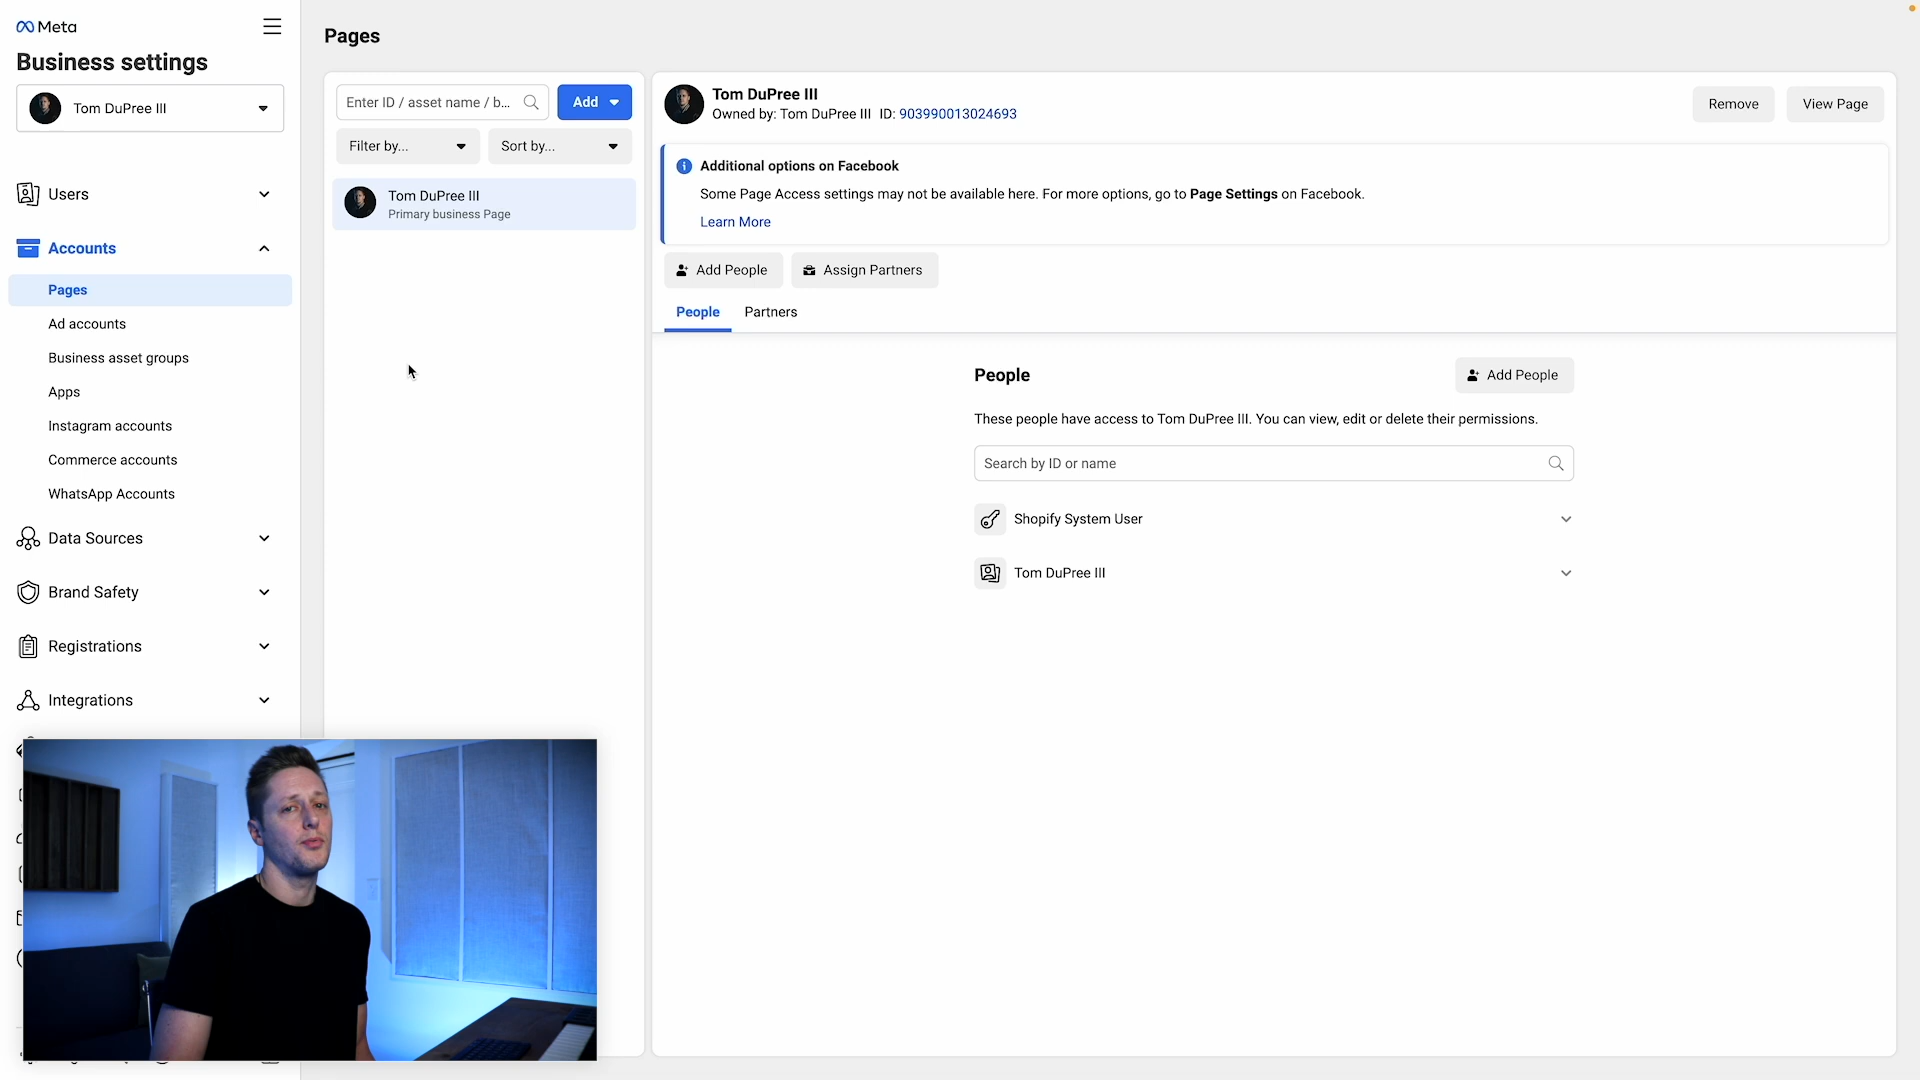 Meta
Business settings
Tom DuPree III
Users
Accounts
Pages
Ad accounts
Business asset groups
Apps
Instagram accounts
Commerce accounts
WhatsApp Accounts
Data Sources
Brand Safety
Registrations
Integrations
Pages
Enter ID / asset name / b...
Add
Filter by...
Sort by...
Tom DuPree III
Primary business Page
Tom DuPree III
Owned by: Tom DuPree III ID: 903990013024693
Remove
View Page
Additional options on Facebook
Some Page Access settings may not be available here. For more options, go to Page Settings on Facebook.
Learn More
Add People
Assign Partners
People
Partners
People
Add People
These people have access to Tom DuPree III. You can view, edit or delete their permissions.
Search by ID or name
Shopify System User
Tom DuPree III